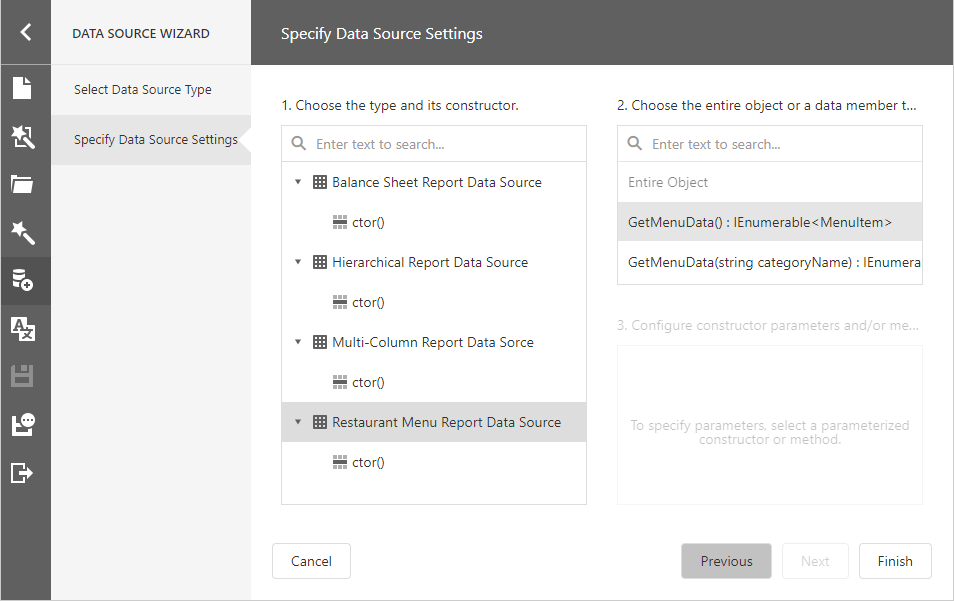 DATA SOURCE WIZARD
Specify Data Source Settings
Select Data Source Type
Specify Data Source Settings
1. Choose the type and its constructor.
Enter text to search...
Balance Sheet Report Data Source
ctor()
Hierarchical Report Data Source
ctor()
Multi-Column Report Data Sorce
ctor()
Restaurant Menu Report Data Source
ctor()
2. Choose the entire object or a data member t...
Enter text to search...
Entire Object
GetMenuData() : IEnumerable<MenuItem>
GetMenuData(string categoryName) : IEnumera
3. Configure constructor parameters and/or me...
To specify parameters, select a parameterized
constructor or method.
Cancel
Previous
Next
Finish